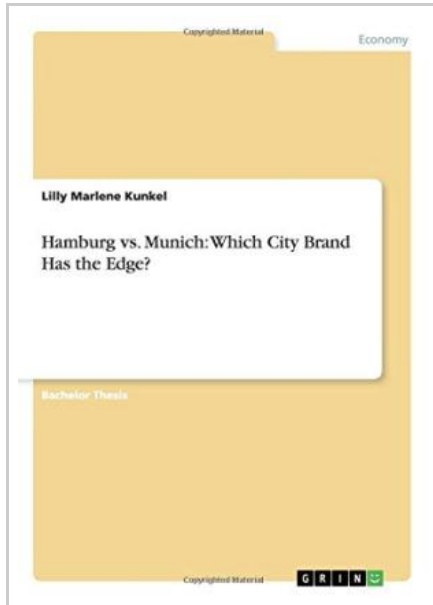 Copyrighted Material
Economy
Lilly Marlene Kunkel
Hamburg vs. Munich: Which City Brand
Has the Edge?
Bachelor Thesis
Copyrighted Material
GRIN